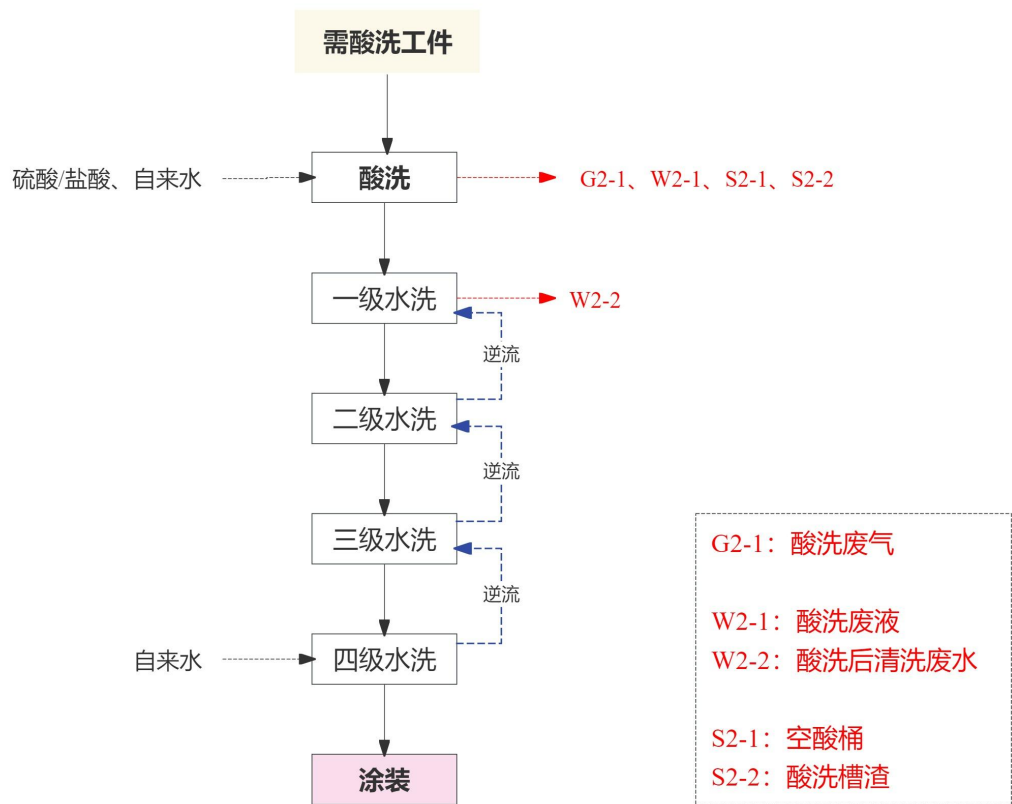 需酸洗工件
硫酸/盐酸、自来水
酸洗
G2-1、W2-1、S2-1、S2-2
一级水洗
W2-2
逆流
二级水洗
逆流
三级水洗
逆流
自来水
四级水洗
涂装
G2-1：酸洗废气
W2-1：酸洗废液
W2-2：酸洗后清洗废水
S2-1：空酸桶
S2-2：酸洗槽渣